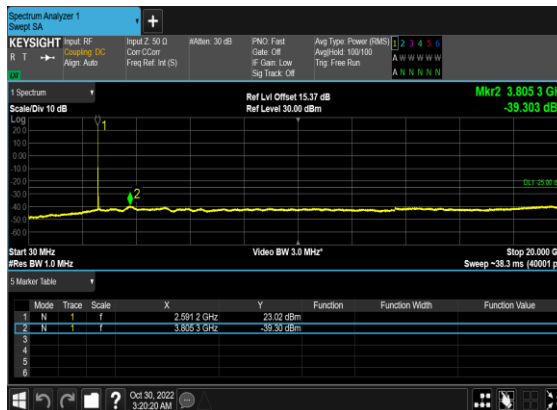 Spectrum Analyzer 1
Swept SA
KEYSIGHT Input: RF Input Z: 50 Ω #Atten: 30 dB PNO: Fast Avg Type: Power (RMS) 1 2 3 4 5 6
R T Coupling: DC Corr CCorr Gate: Off Avg|Hold: 100/100 A W W W W W
Align: Auto Freq Ref: Int (S) IF Gain: Low Trig: Free Run
Sig Track: Off A N N N N N
1 Spectrum Ref Lvl Offset 15.37 dB Mkr2 3.805 3 GH
Scale/Div 10 dB Ref Level 30.00 dBm -39.303 dB
Log
20.0
10.0
0.00
-10.0
-20.0
-30.0
-40.0
-50.0
-60.0
1
2
DL1 -25.00 d
Start 30 MHz Video BW 3.0 MHz* Stop 20.000 G
#Res BW 1.0 MHz Sweep ~38.3 ms (40001 p
5 Marker Table
Mode Trace Scale X Y Function Function Width Function Value
1 N 1 f 2.591 2 GHz 23.02 dBm
2 N 1 f 3.805 3 GHz -39.30 dBm
3
4
5
6
? Oct 30, 2022
3:20:20 AM